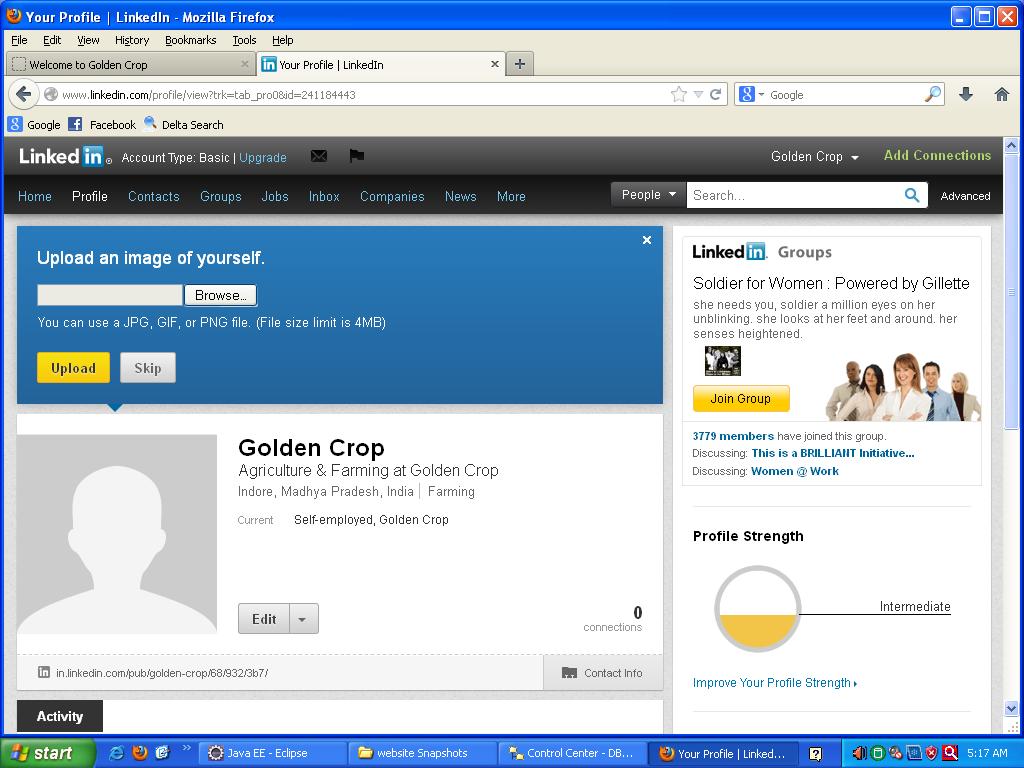 Your Profile | LinkedIn - Mozilla Firefox
File Edit View History Bookmarks Tools Help
Welcome to Golden Crop
Your Profile | LinkedIn
www.linkedin.com/profile/view?trk=tab_pro0&id=241184443
Google
Google Facebook Delta Search
Linked in Account Type: Basic | Upgrade
Golden Crop Add Connections
Home Profile Contacts Groups Jobs Inbox Companies News More
People Search... Advanced
Upload an image of yourself.
Browse...
You can use a JPG, GIF, or PNG file. (File size limit is 4MB)
Upload Skip
Golden Crop
Agriculture & Farming at Golden Crop
Indore, Madhya Pradesh, India | Farming
Current Self-employed, Golden Crop
Edit
0
connections
in.linkedin.com/pub/golden-crop/68/932/3b7/
Contact Info
Activity
Linked in. Groups
Soldier for Women : Powered by Gillette
she needs you, soldier a million eyes on her
unblinking. she looks at her feet and around. her
senses heightened.
Join Group
3779 members have joined this group.
Discussing: This is a BRILLIANT Initiative...
Discussing: Women @ Work
Profile Strength
Intermediate
Improve Your Profile Strength
start
Java EE - Eclipse
website Snapshots
Control Center - DB...
Your Profile | Linked...
5:17 AM